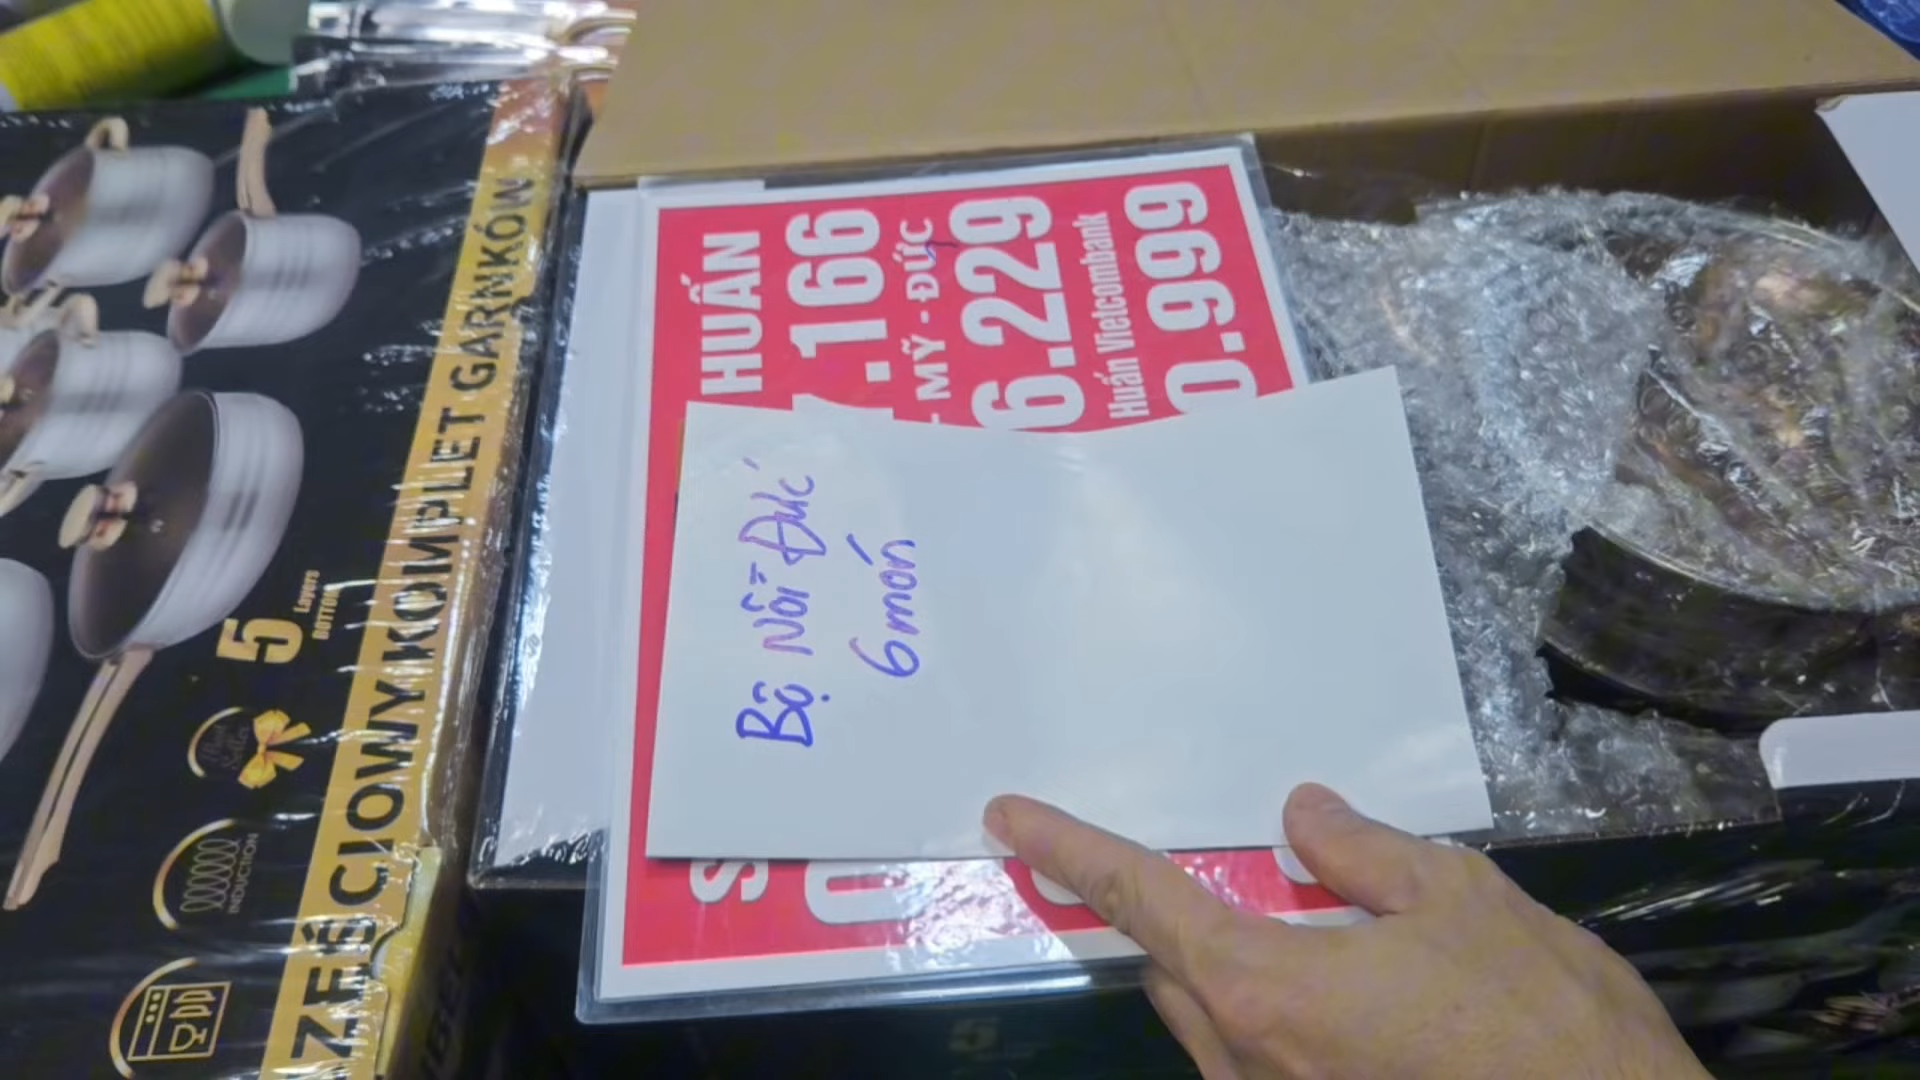 Bộ Nồi Đức
6 món
HUẤN
.166
MỸ - ĐỨC
6.229
Huấn Vietcombank
0.999
KOMPLET GARNKÓW
5 Layers
BOTTOM
INDUCTION